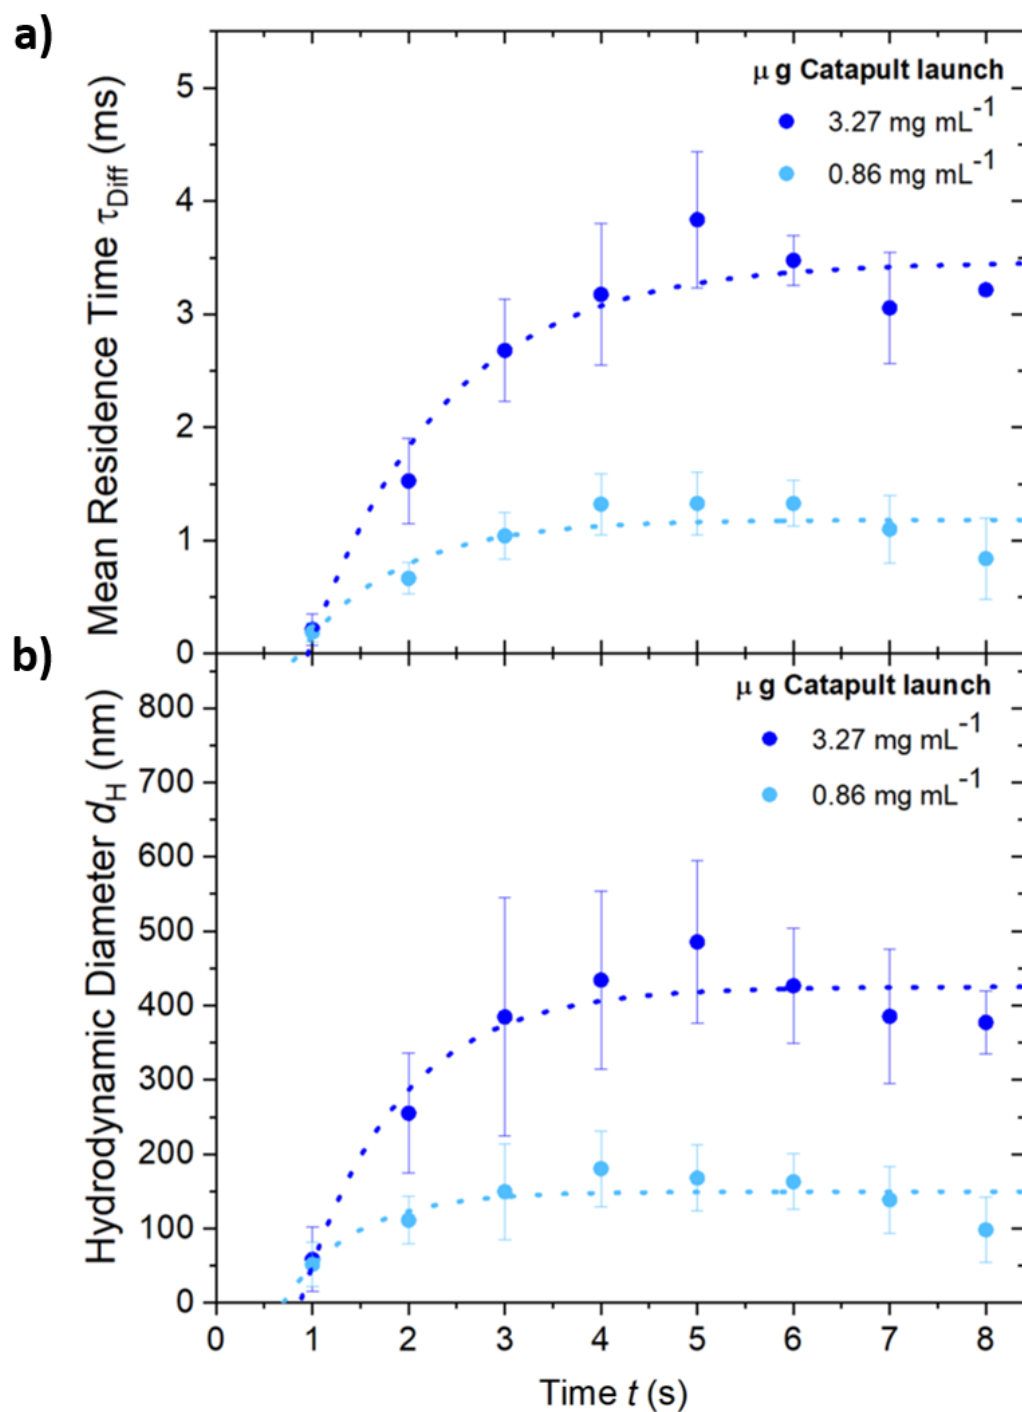 a)
Mean Residence Time τDiff (ms)
5
4
3
2
1
0
μ g Catapult launch
3.27 mg mL-1
0.86 mg mL-1
b)
Hydrodynamic Diameter dH (nm)
800
700
600
500
400
300
200
100
0
μ g Catapult launch
3.27 mg mL-1
0.86 mg mL-1
0 1 2 3 4 5 6 7 8
Time t (s)